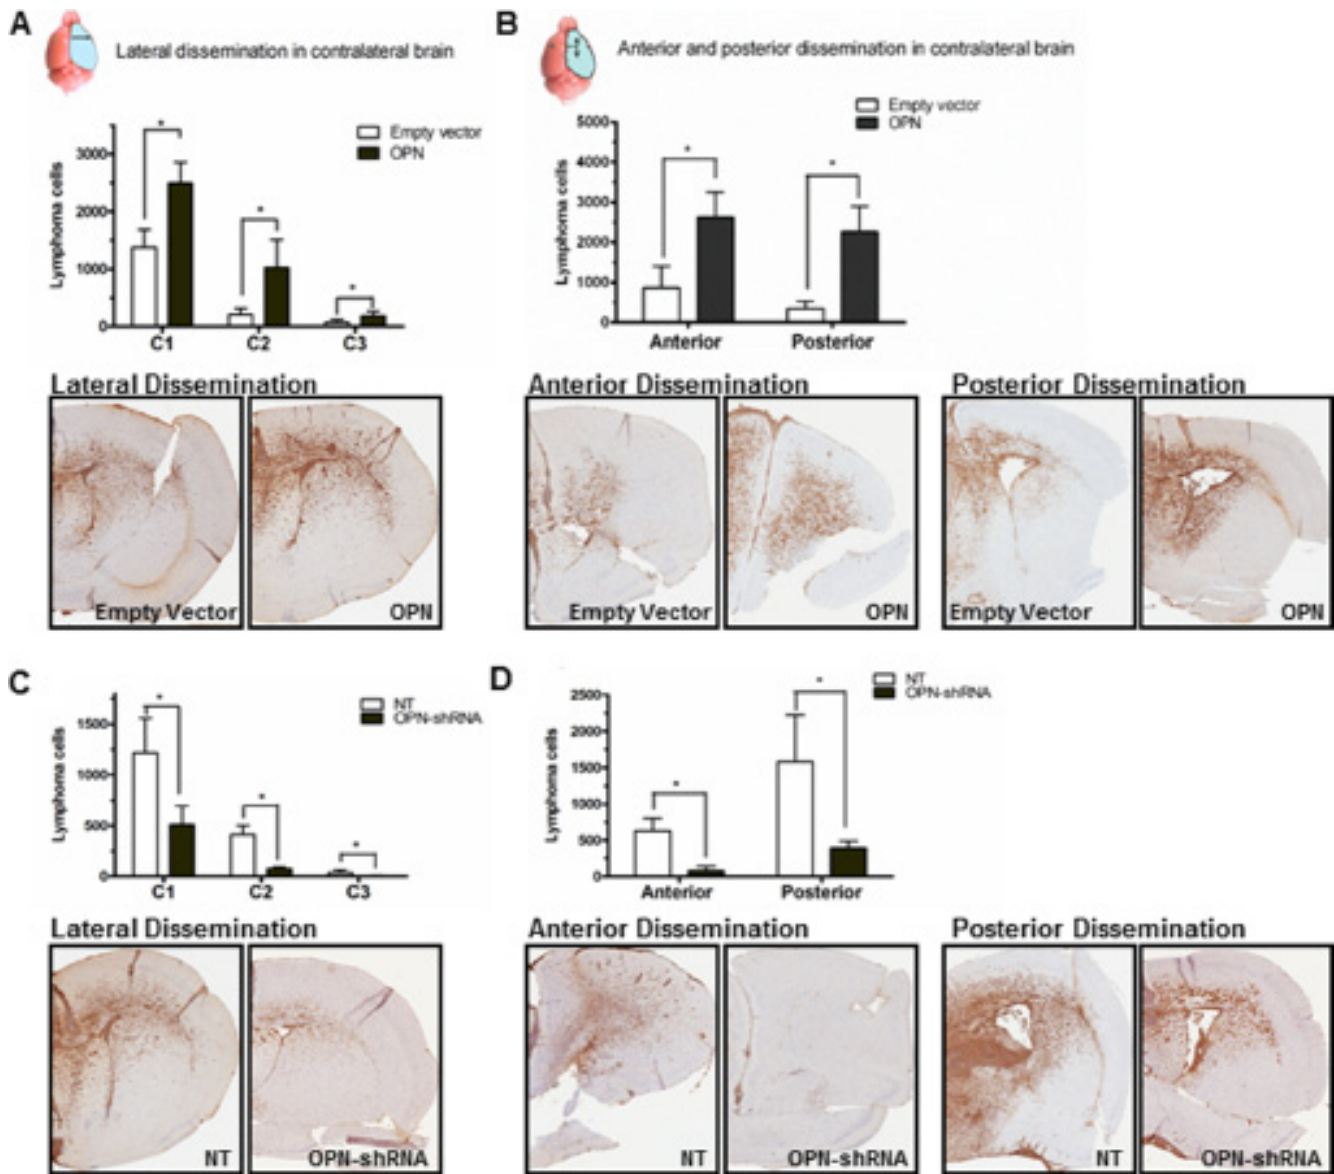 A
Lateral dissemination in contralateral brain
Empty vector
OPN
*
*
*
Lymphoma cells
3000
2000
1000
0
C1
C2
C3
B
Anterior and posterior dissemination in contralateral brain
Empty vector
OPN
*
*
Lymphoma cells
5000
4000
3000
2000
1000
0
Anterior
Posterior
Lateral Dissemination
Empty Vector
OPN
Anterior Dissemination
Empty Vector
OPN
Posterior Dissemination
Empty Vector
OPN
C
NT
OPN-shRNA
*
*
*
Lymphoma cells
1500
1000
500
0
C1
C2
C3
D
NT
OPN-shRNA
*
*
Lymphoma cells
2500
2000
1500
1000
500
0
Anterior
Posterior
Lateral Dissemination
NT
OPN-shRNA
Anterior Dissemination
NT
OPN-shRNA
Posterior Dissemination
NT
OPN-shRNA